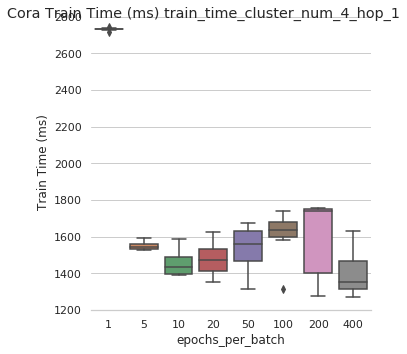 Cora Train Time (ms) train_time_cluster_num_4_hop_1
2800
2600
2400
2200
2000
1800
1600
1400
1200
Train Time (ms)
1 5 10 20 50 100 200 400
epochs_per_batch